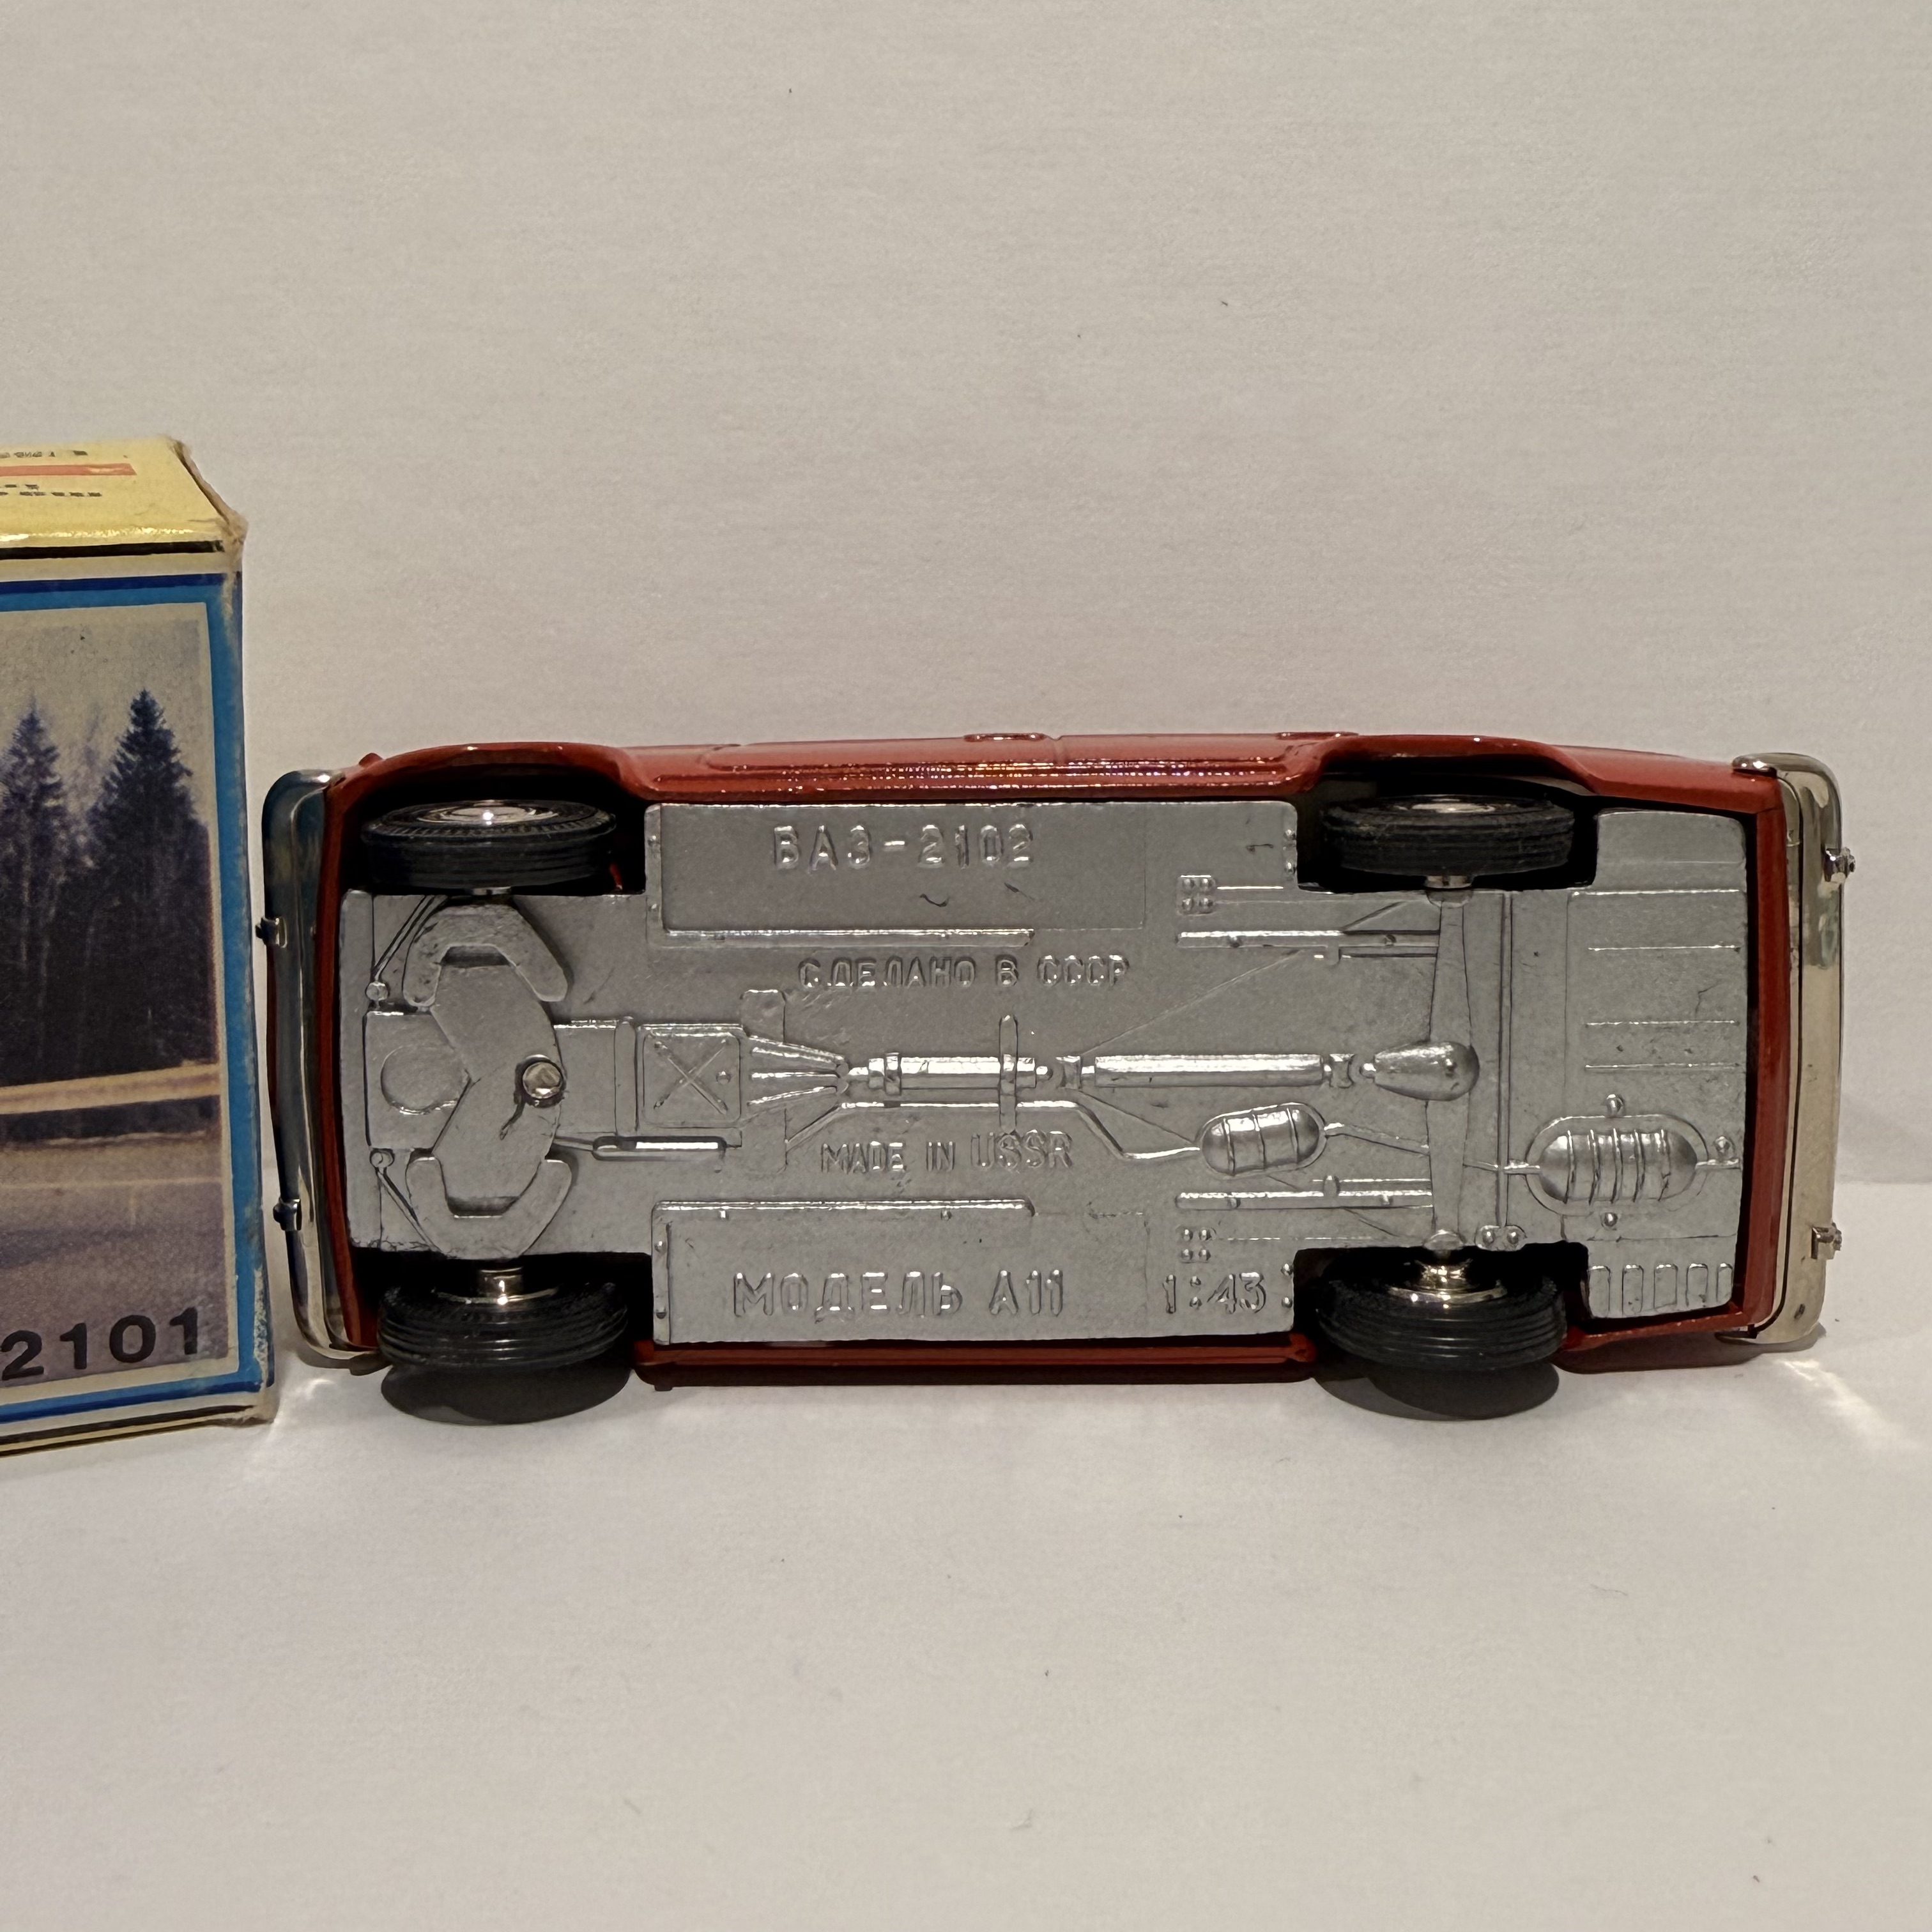 2101
ВАЗ-2102
СДЕЛАНО В СССР
MADE IN USSR
МОДЕЛЬ А11 1:43